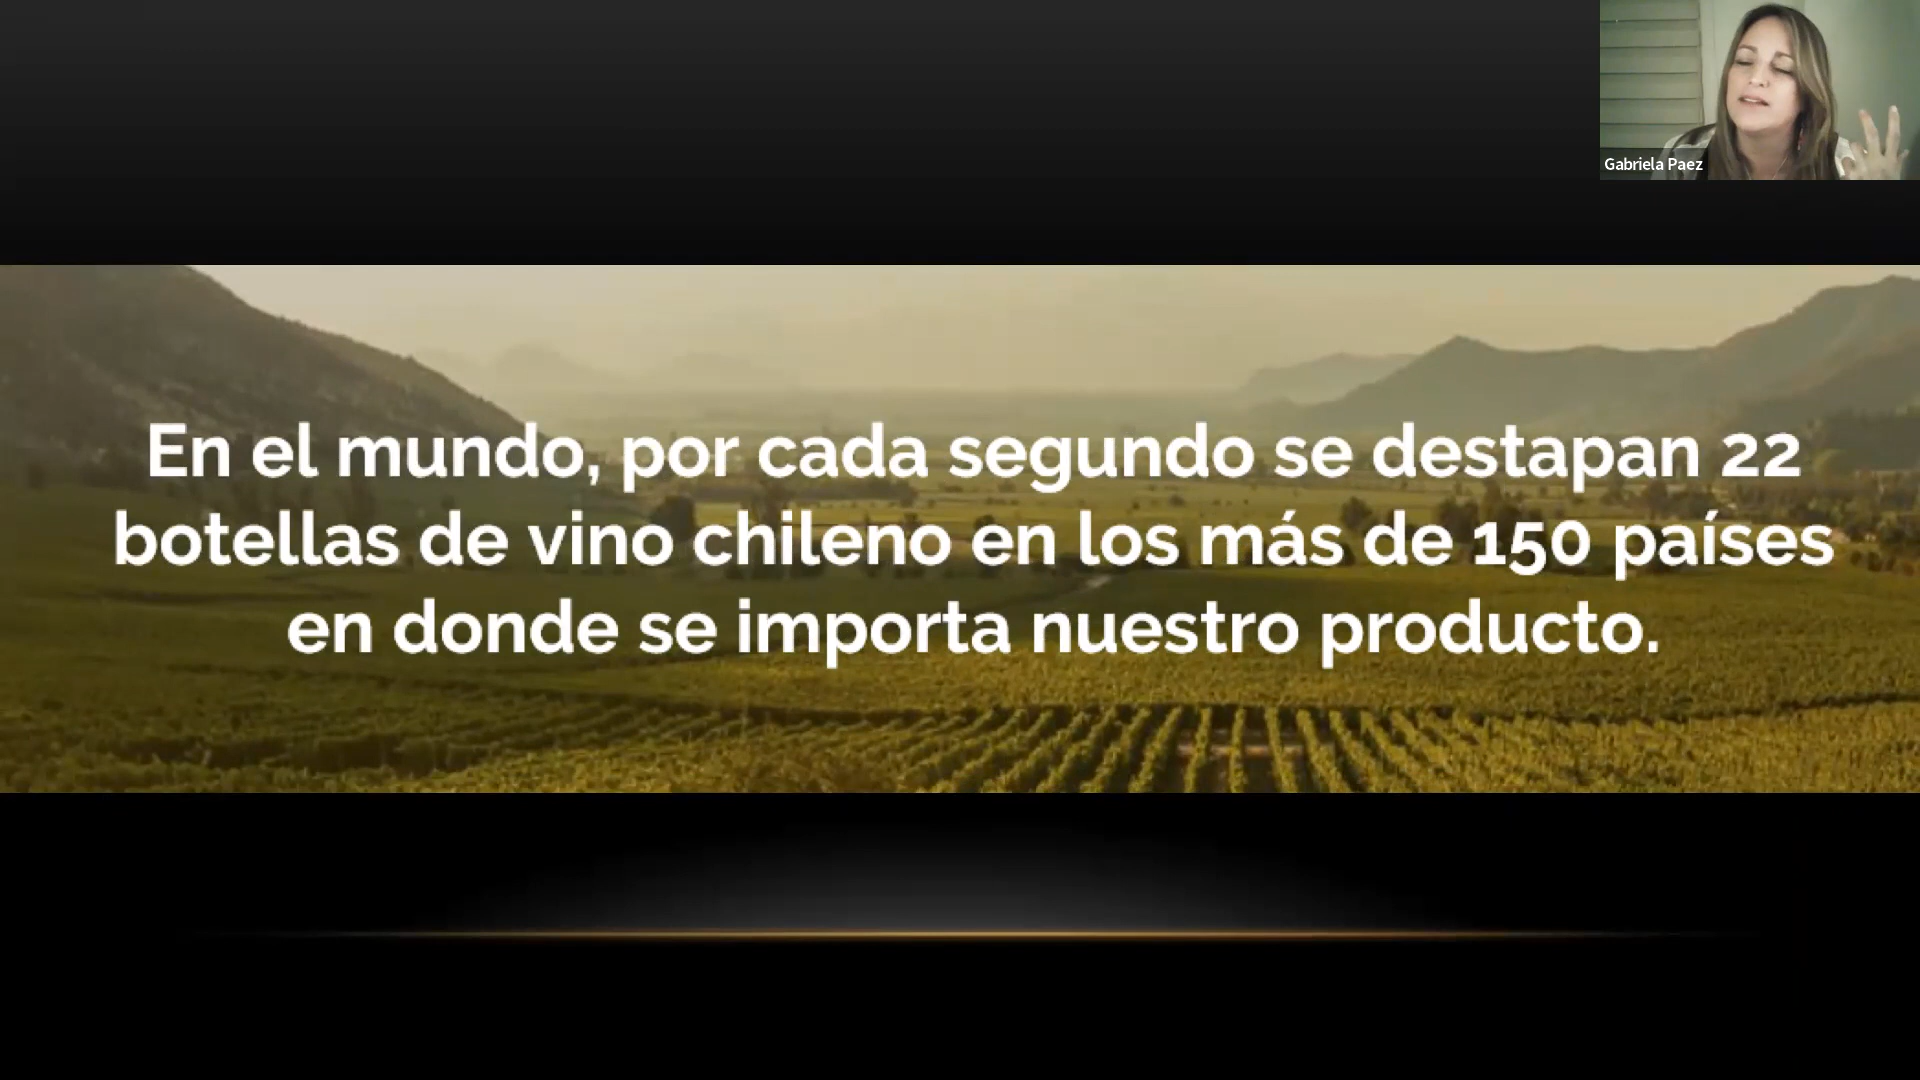 Gabriela Paez
En el mundo, por cada segundo se destapan 22
botellas de vino chileno en los más de 150 países
en donde se importa nuestro producto.